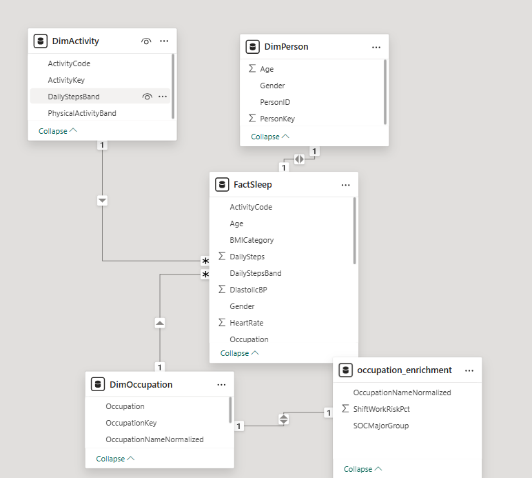 DimActivity
ActivityCode
ActivityKey
DailyStepsBand
PhysicalActivityBand
Collapse
DimPerson
Age
Gender
PersonID
PersonKey
Collapse
1
1
1
FactSleep
ActivityCode
Age
BMICategory
DailySteps
DailyStepsBand
DiastolicBP
Gender
HeartRate
Occupation
Collapse
*
*
1
DimOccupation
Occupation
OccupationKey
OccupationNameNormalized
Collapse
1
1
occupation_enrichment
OccupationNameNormalized
ShiftWorkRiskPct
SOCMajorGroup
Collapse